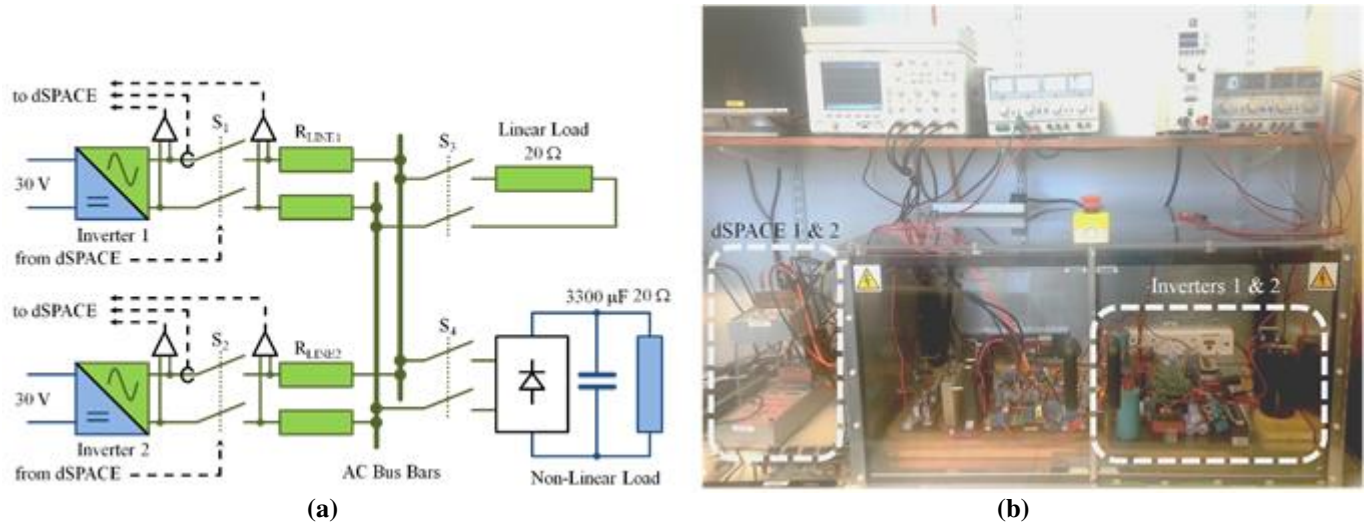 to dSPACE
S1
RLINE1
S3
Linear Load
20 Ω
30 V
Inverter 1
from dSPACE
to dSPACE
S2
RLINE2
S4
3300 µF 20 Ω
30 V
Inverter 2
from dSPACE
AC Bus Bars
Non-Linear Load
(a)
dSPACE 1 & 2
Inverters 1 & 2
(b)